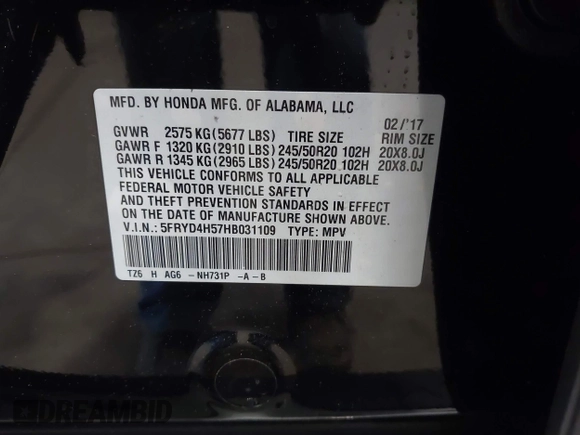 MFD. BY HONDA MFG. OF ALABAMA, LLC
02/'17
GVWR 2575 KG(5677 LBS) TIRE SIZE RIM SIZE
GAWR F 1320 KG(2910 LBS) 245/50R20 102H 20X8.0J
GAWR R 1345 KG(2965 LBS) 245/50R20 102H 20X8.0J
THIS VEHICLE CONFORMS TO ALL APPLICABLE
FEDERAL MOTOR VEHICLE SAFETY
AND THEFT PREVENTION STANDARDS IN EFFECT
ON THE DATE OF MANUFACTURE SHOWN ABOVE.
V.I.N.: 5FRYD4H57HB031109 TYPE: MPV
TZ6 H AG6 -NH731P -A-B
DREAMBID